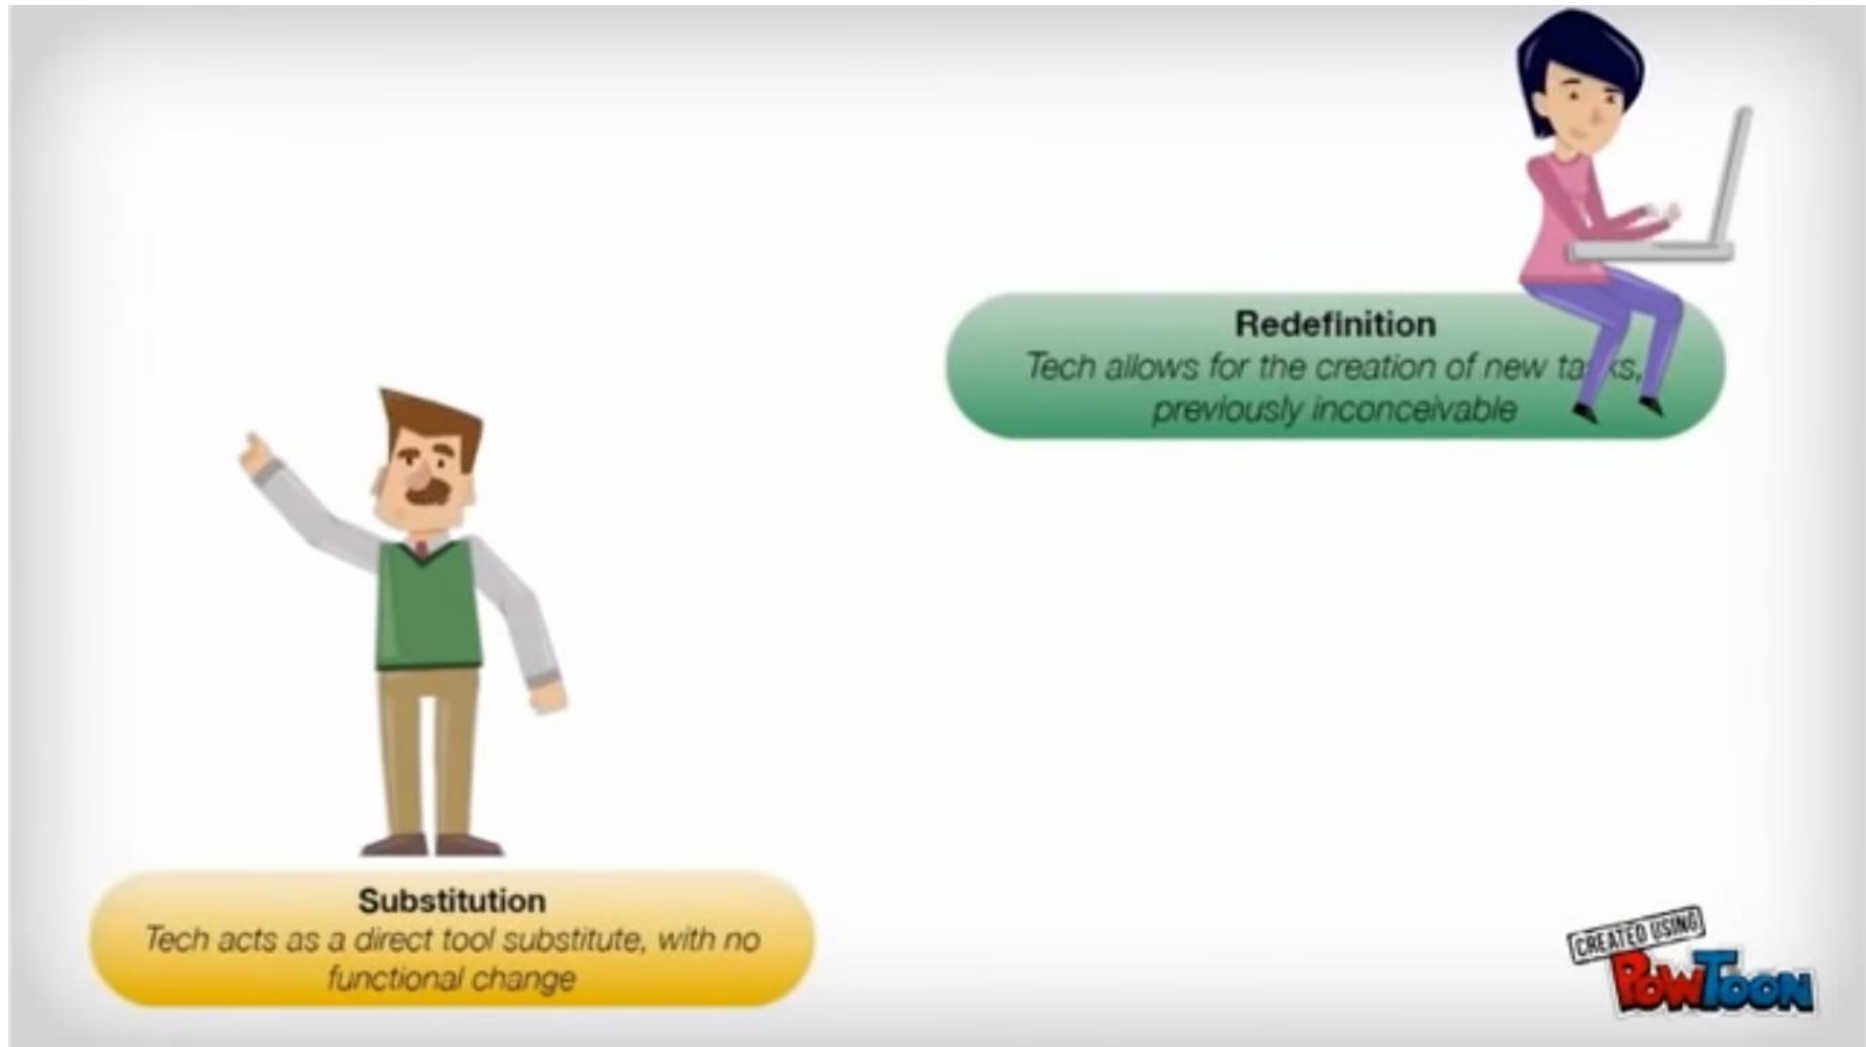 Redefinition
Tech allows for the creation of new tasks,
previously inconceivable
Substitution
Tech acts as a direct tool substitute, with no
functional change
CREATED USING
POWTOON